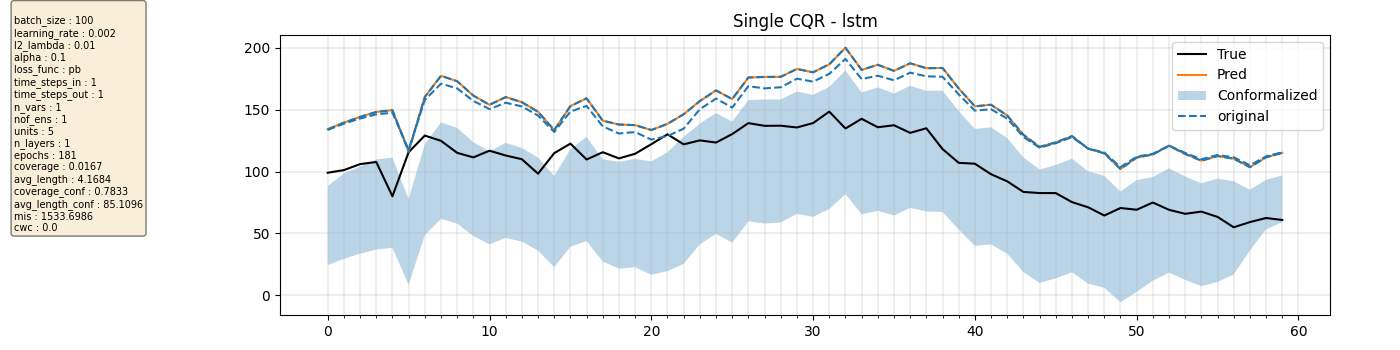 Single CQR - lstm
batch_size : 100
learning_rate : 0.002
l2_lambda : 0.01
alpha : 0.1
loss_func : pb
time_steps_in : 1
time_steps_out : 1
n_vars : 1
nof_ens : 1
units : 5
n_layers : 1
epochs : 181
coverage : 0.0167
avg_length : 4.1684
coverage_conf : 0.7833
avg_length_conf : 85.1096
mis : 1533.6986
cwc : 0.0
200
150
100
50
0
0 10 20 30 40 50 60
True
Pred
Conformalized
original